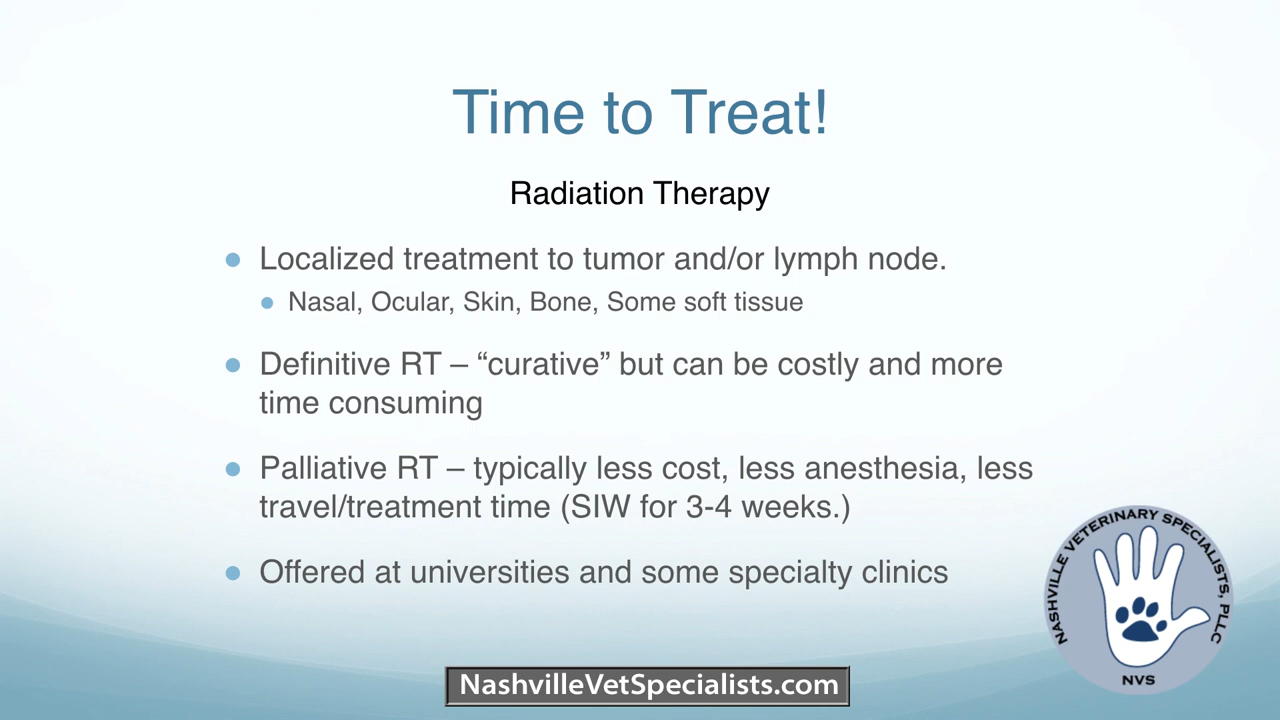 Time to Treat!
Radiation Therapy
Localized treatment to tumor and/or lymph node.
Nasal, Ocular, Skin, Bone, Some soft tissue
Definitive RT – “curative” but can be costly and more
time consuming
Palliative RT – typically less cost, less anesthesia, less
travel/treatment time (SIW for 3-4 weeks.)
Offered at universities and some specialty clinics
NASHVILLE VETERINARY SPECIALISTS, PLLC
NVS
NashvilleVetSpecialists.com